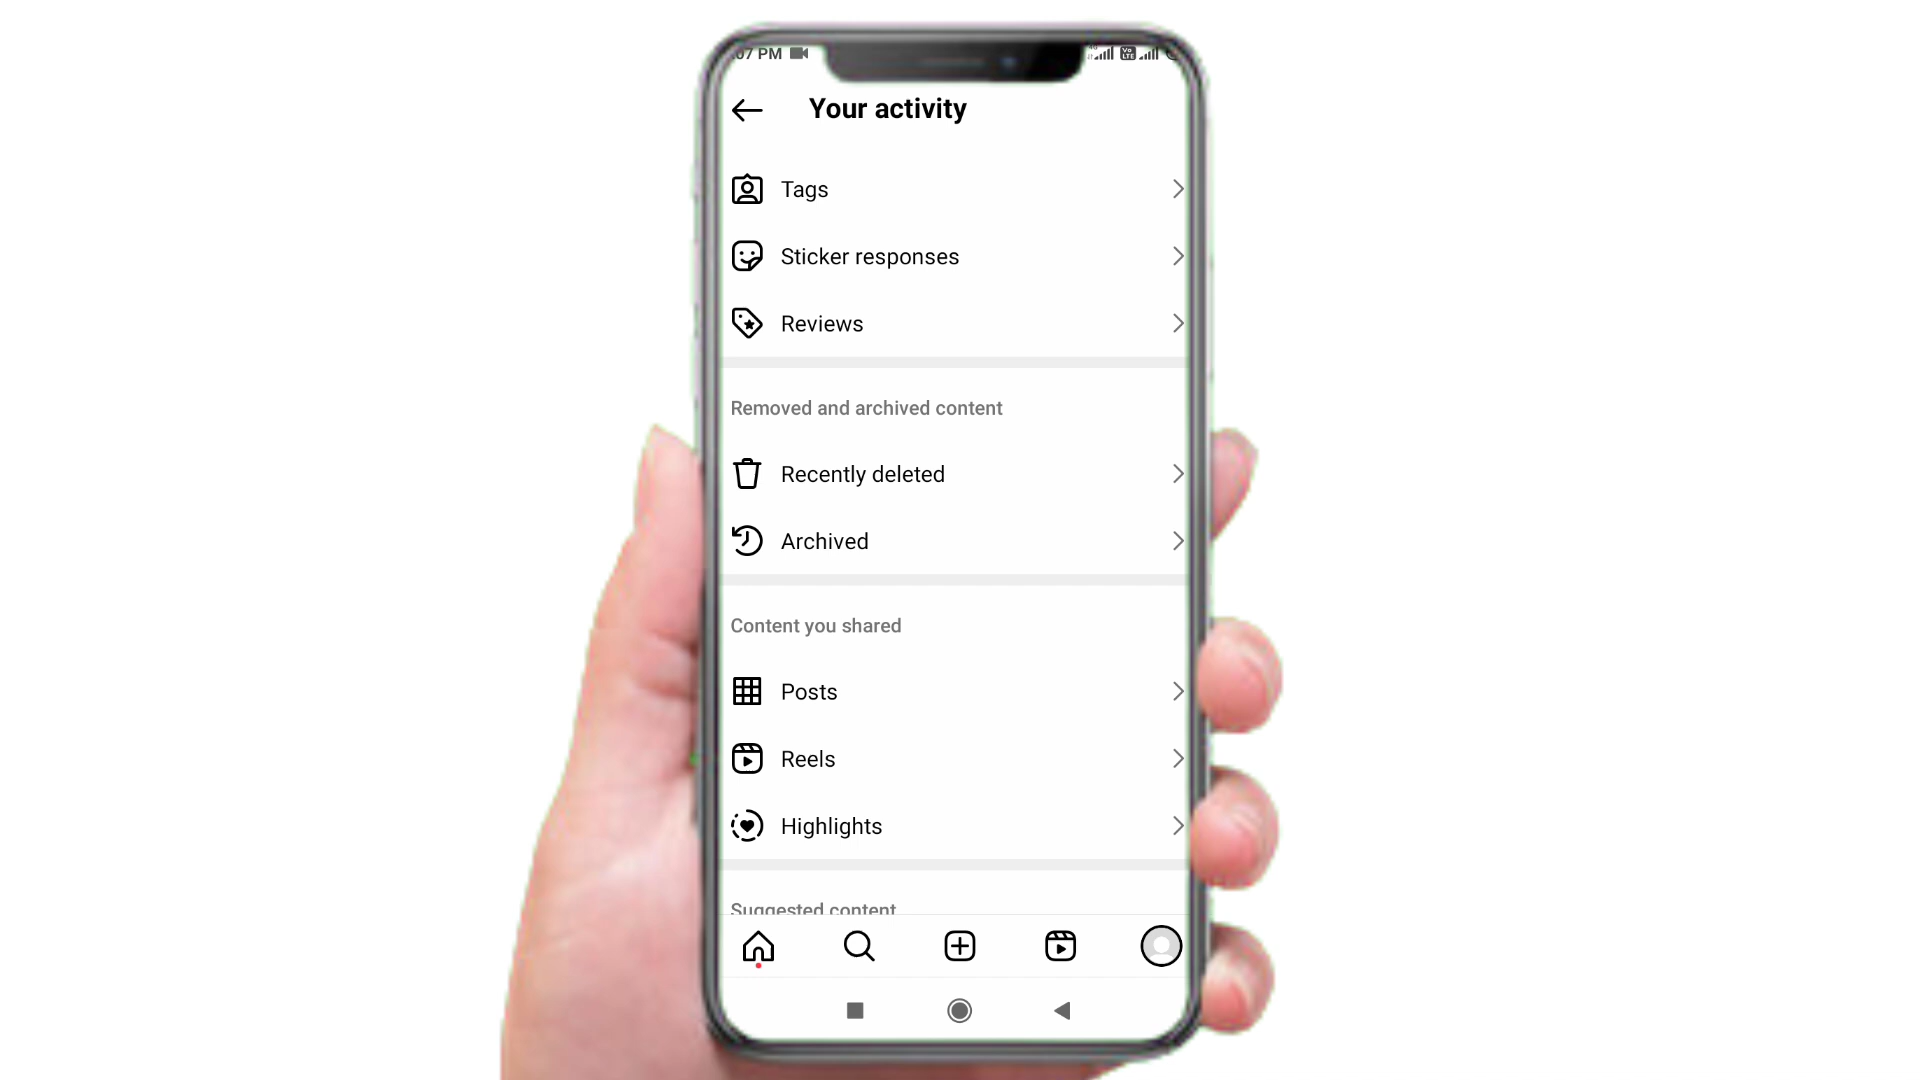 07 PM
Your activity
Tags
Sticker responses
Reviews
Removed and archived content
Recently deleted
Archived
Content you shared
Posts
Reels
Highlights
Suggested content